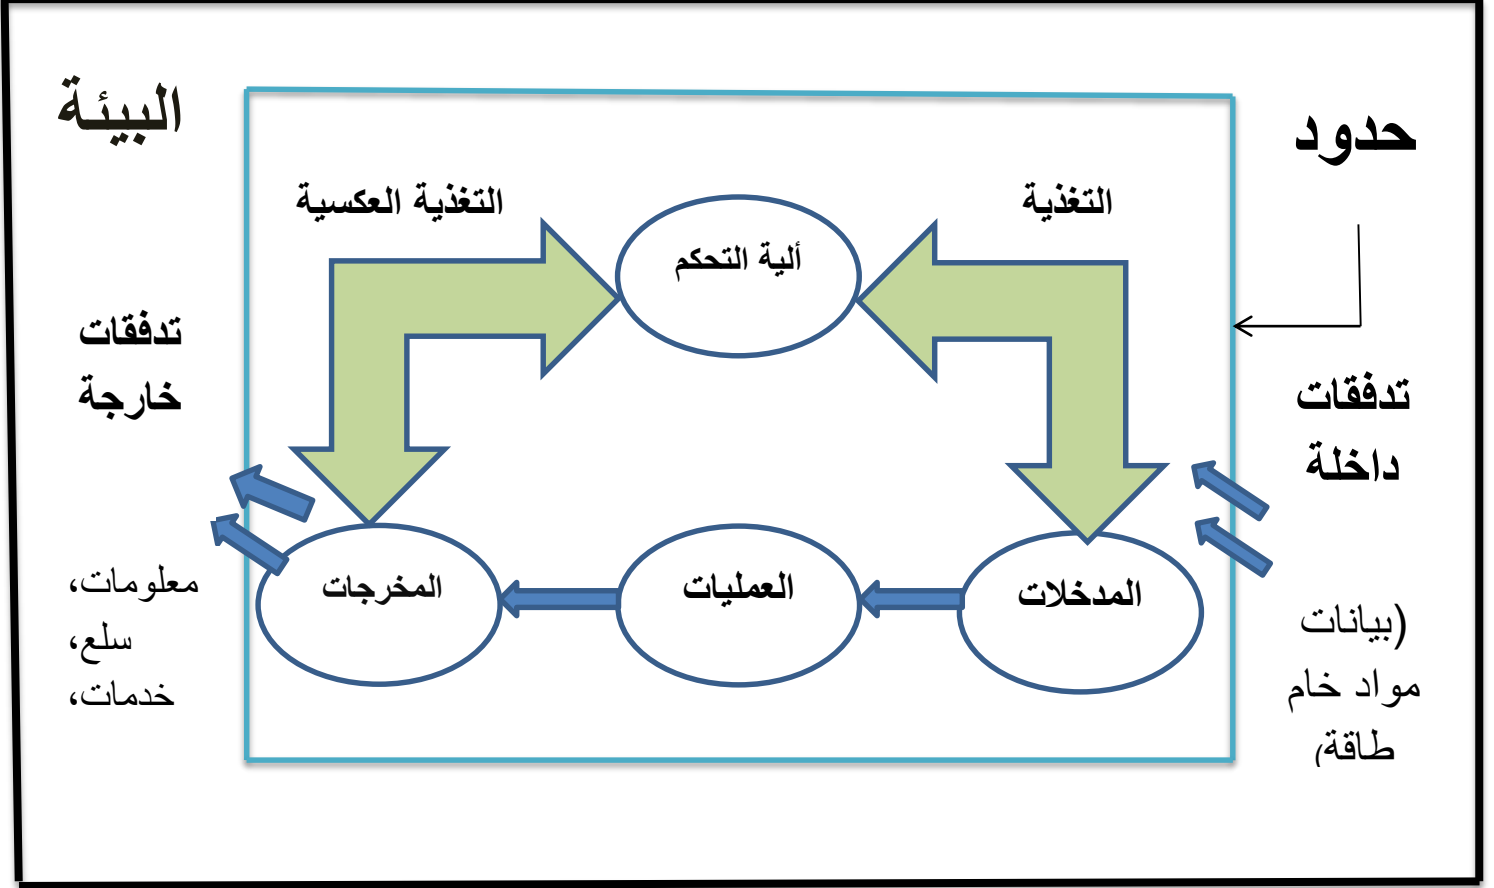 البيئة
حدود
التغذية العكسية
التغذية
ألية التحكم
تدفقات
خارجة
تدفقات
داخلة
المخرجات
العمليات
المدخلات
معلومات،
سلع،
خدمات،
(بيانات
مواد خام
طاقة)